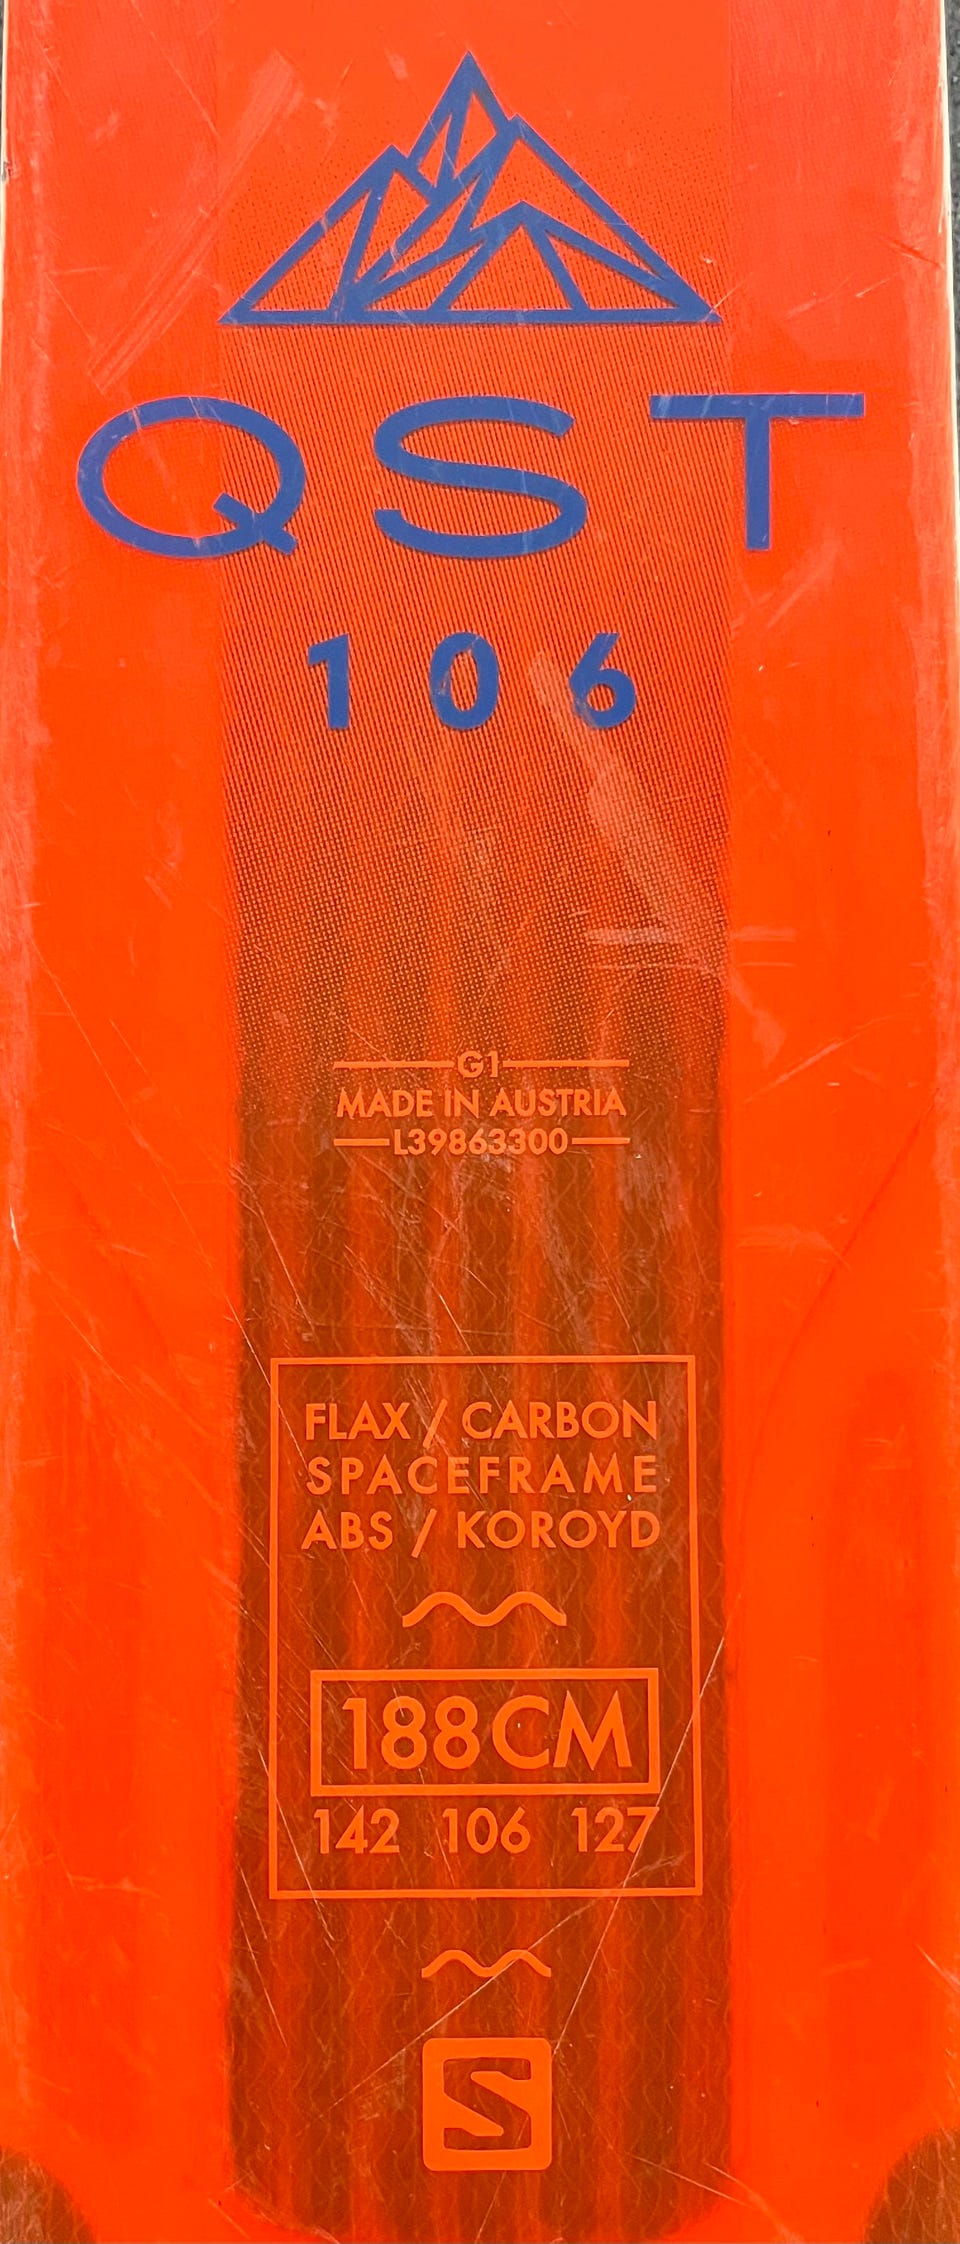 QST
106
G1
MADE IN AUSTRIA
L39863300
FLAX / CARBON
SPACEFRAME
ABS / KOROYD
188CM
142 106 127
S